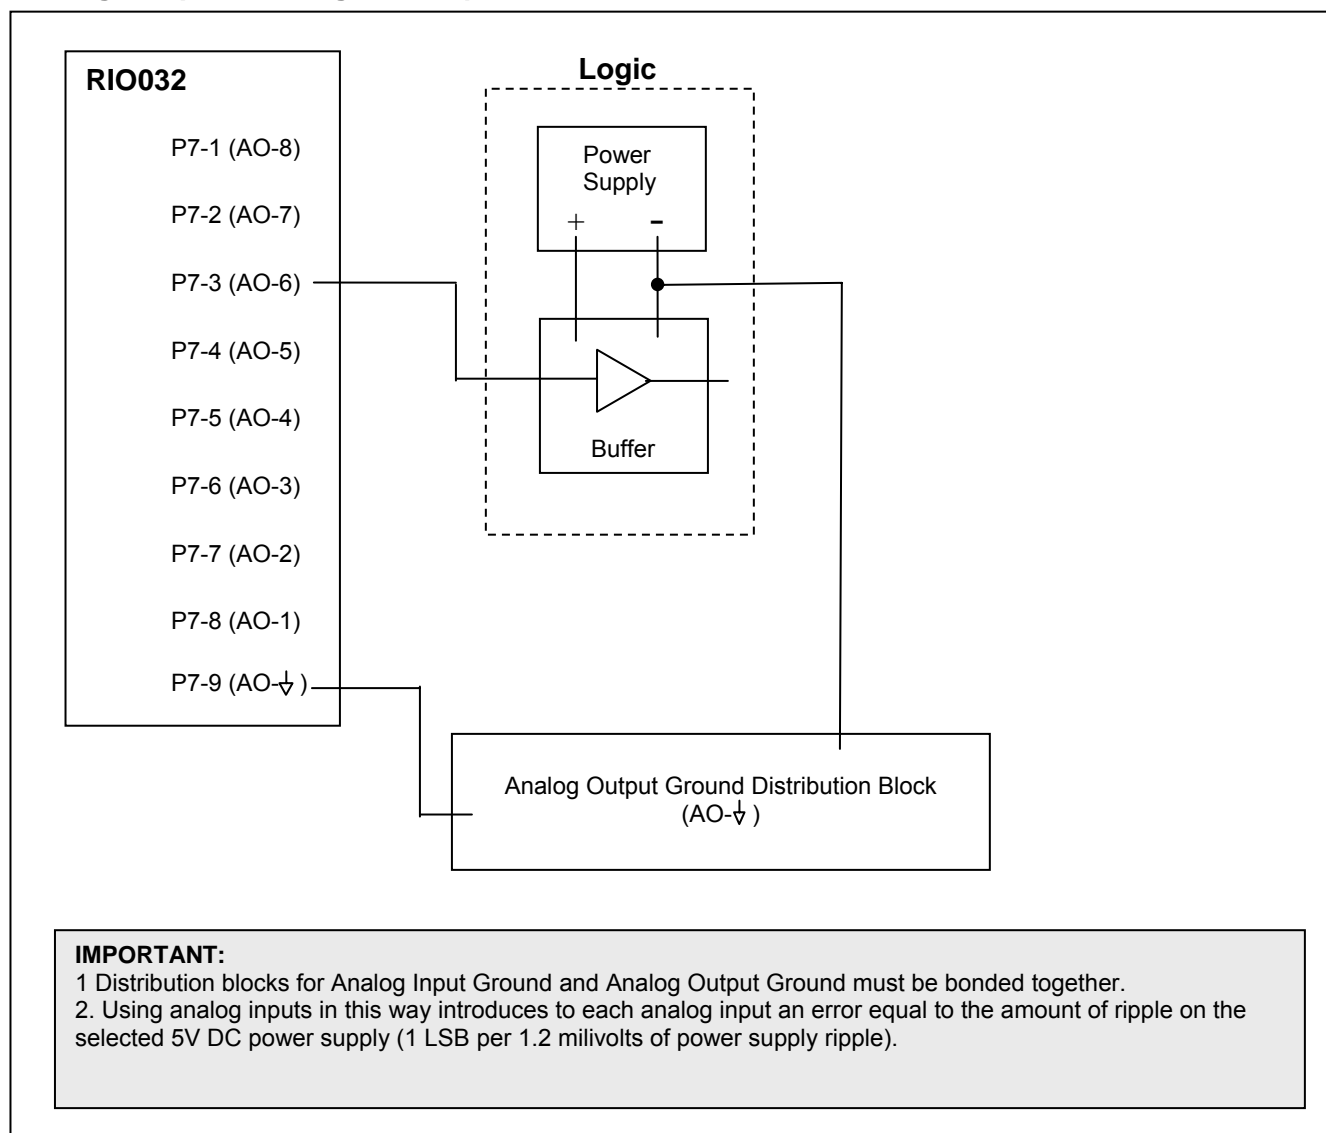 RIO032
P7-1 (AO-8)
P7-2 (AO-7)
P7-3 (AO-6)
P7-4 (AO-5)
P7-5 (AO-4)
P7-6 (AO-3)
P7-7 (AO-2)
P7-8 (AO-1)
P7-9 (AO- )
Logic
Power
Supply
+ -
Buffer
Analog Output Ground Distribution Block
(AO- )
IMPORTANT:
1 Distribution blocks for Analog Input Ground and Analog Output Ground must be bonded together.
2. Using analog inputs in this way introduces to each analog input an error equal to the amount of ripple on the
selected 5V DC power supply (1 LSB per 1.2 milivolts of power supply ripple).